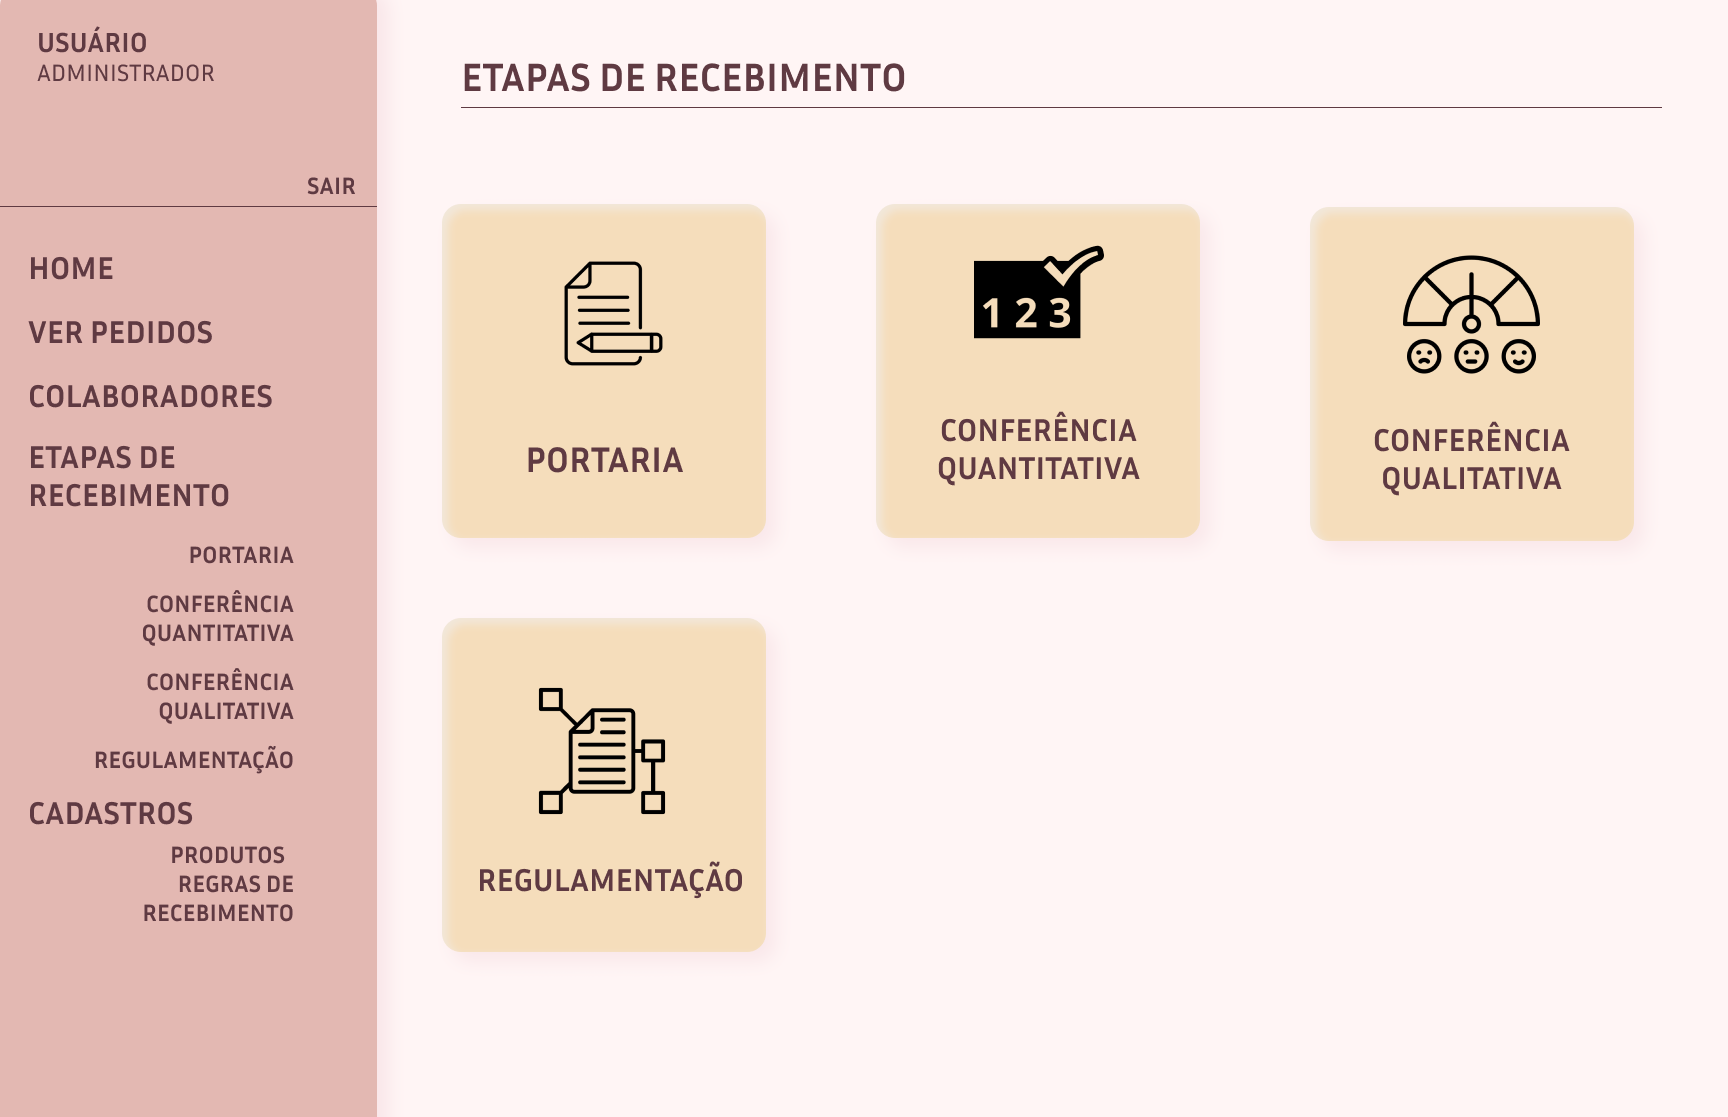 USUÁRIO
ADMINISTRADOR
SAIR
HOME
VER PEDIDOS
COLABORADORES
ETAPAS DE
RECEBIMENTO
PORTARIA
CONFERÊNCIA
QUANTITATIVA
CONFERÊNCIA
QUALITATIVA
REGULAMENTAÇÃO
CADASTROS
PRODUTOS
REGRAS DE
RECEBIMENTO
ETAPAS DE RECEBIMENTO
PORTARIA
1 2 3
CONFERÊNCIA
QUANTITATIVA
CONFERÊNCIA
QUALITATIVA
REGULAMENTAÇÃO